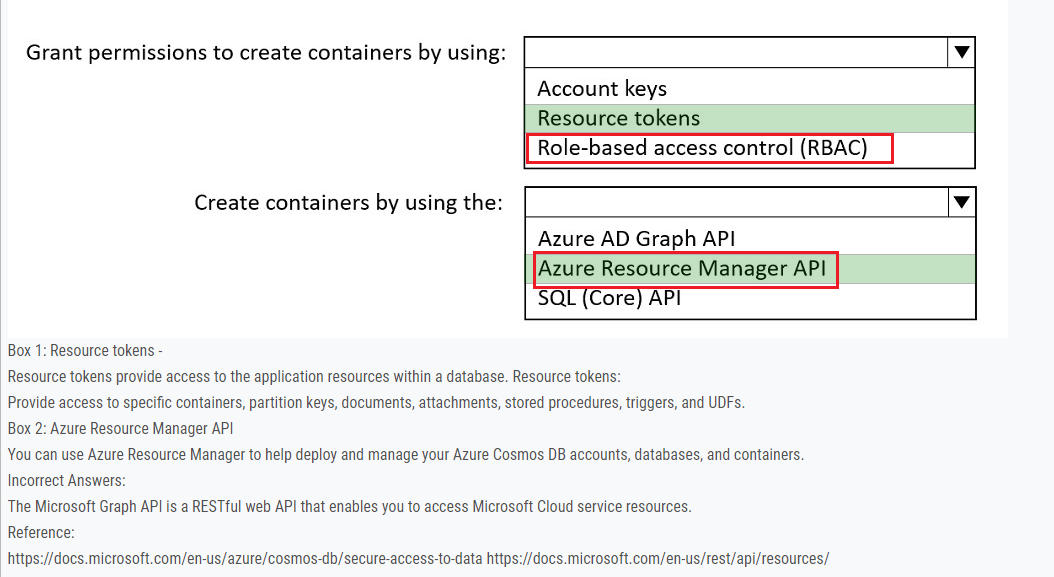 Grant permissions to create containers by using:
Account keys
Resource tokens
Role-based access control (RBAC)
Create containers by using the:
Azure AD Graph API
Azure Resource Manager API
SQL (Core) API
Box 1: Resource tokens -
Resource tokens provide access to the application resources within a database. Resource tokens:
Provide access to specific containers, partition keys, documents, attachments, stored procedures, triggers, and UDFs.
Box 2: Azure Resource Manager API
You can use Azure Resource Manager to help deploy and manage your Azure Cosmos DB accounts, databases, and containers.
Incorrect Answers:
The Microsoft Graph API is a RESTful web API that enables you to access Microsoft Cloud service resources.
Reference:
https://docs.microsoft.com/en-us/azure/cosmos-db/secure-access-to-data https://docs.microsoft.com/en-us/rest/api/resources/